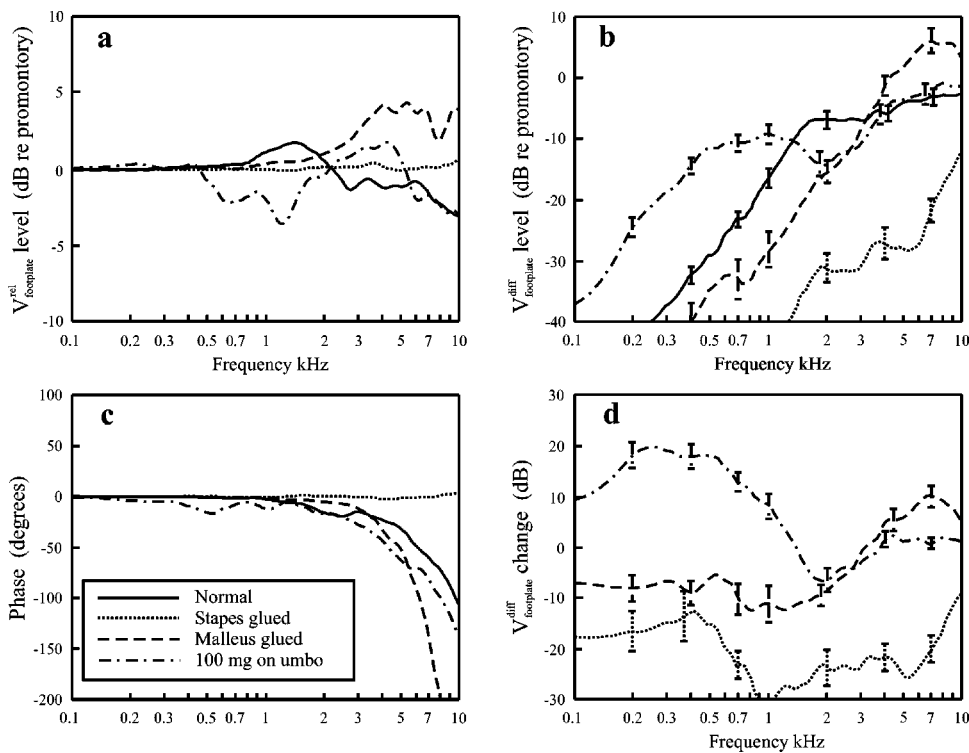 a
V^rel_footplate level (dB re promontory)
10
5
0
-5
-10
0.1 0.2 0.3 0.5 0.7 1 2 3 5 7 10
Frequency kHz
b
V^diff_footplate level (dB re promontory)
10
0
-10
-20
-30
-40
0.1 0.2 0.3 0.5 0.7 1 2 3 5 7 10
Frequency kHz
c
Phase (degrees)
100
50
0
-50
-100
-150
-200
Normal
Stapes glued
Malleus glued
100 mg on umbo
0.1 0.2 0.3 0.5 0.7 1 2 3 5 7 10
d
V^diff_footplate change (dB)
30
20
10
0
-10
-20
-30
0.1 0.2 0.3 0.5 0.7 1 2 3 5 7 10
Frequency kHz